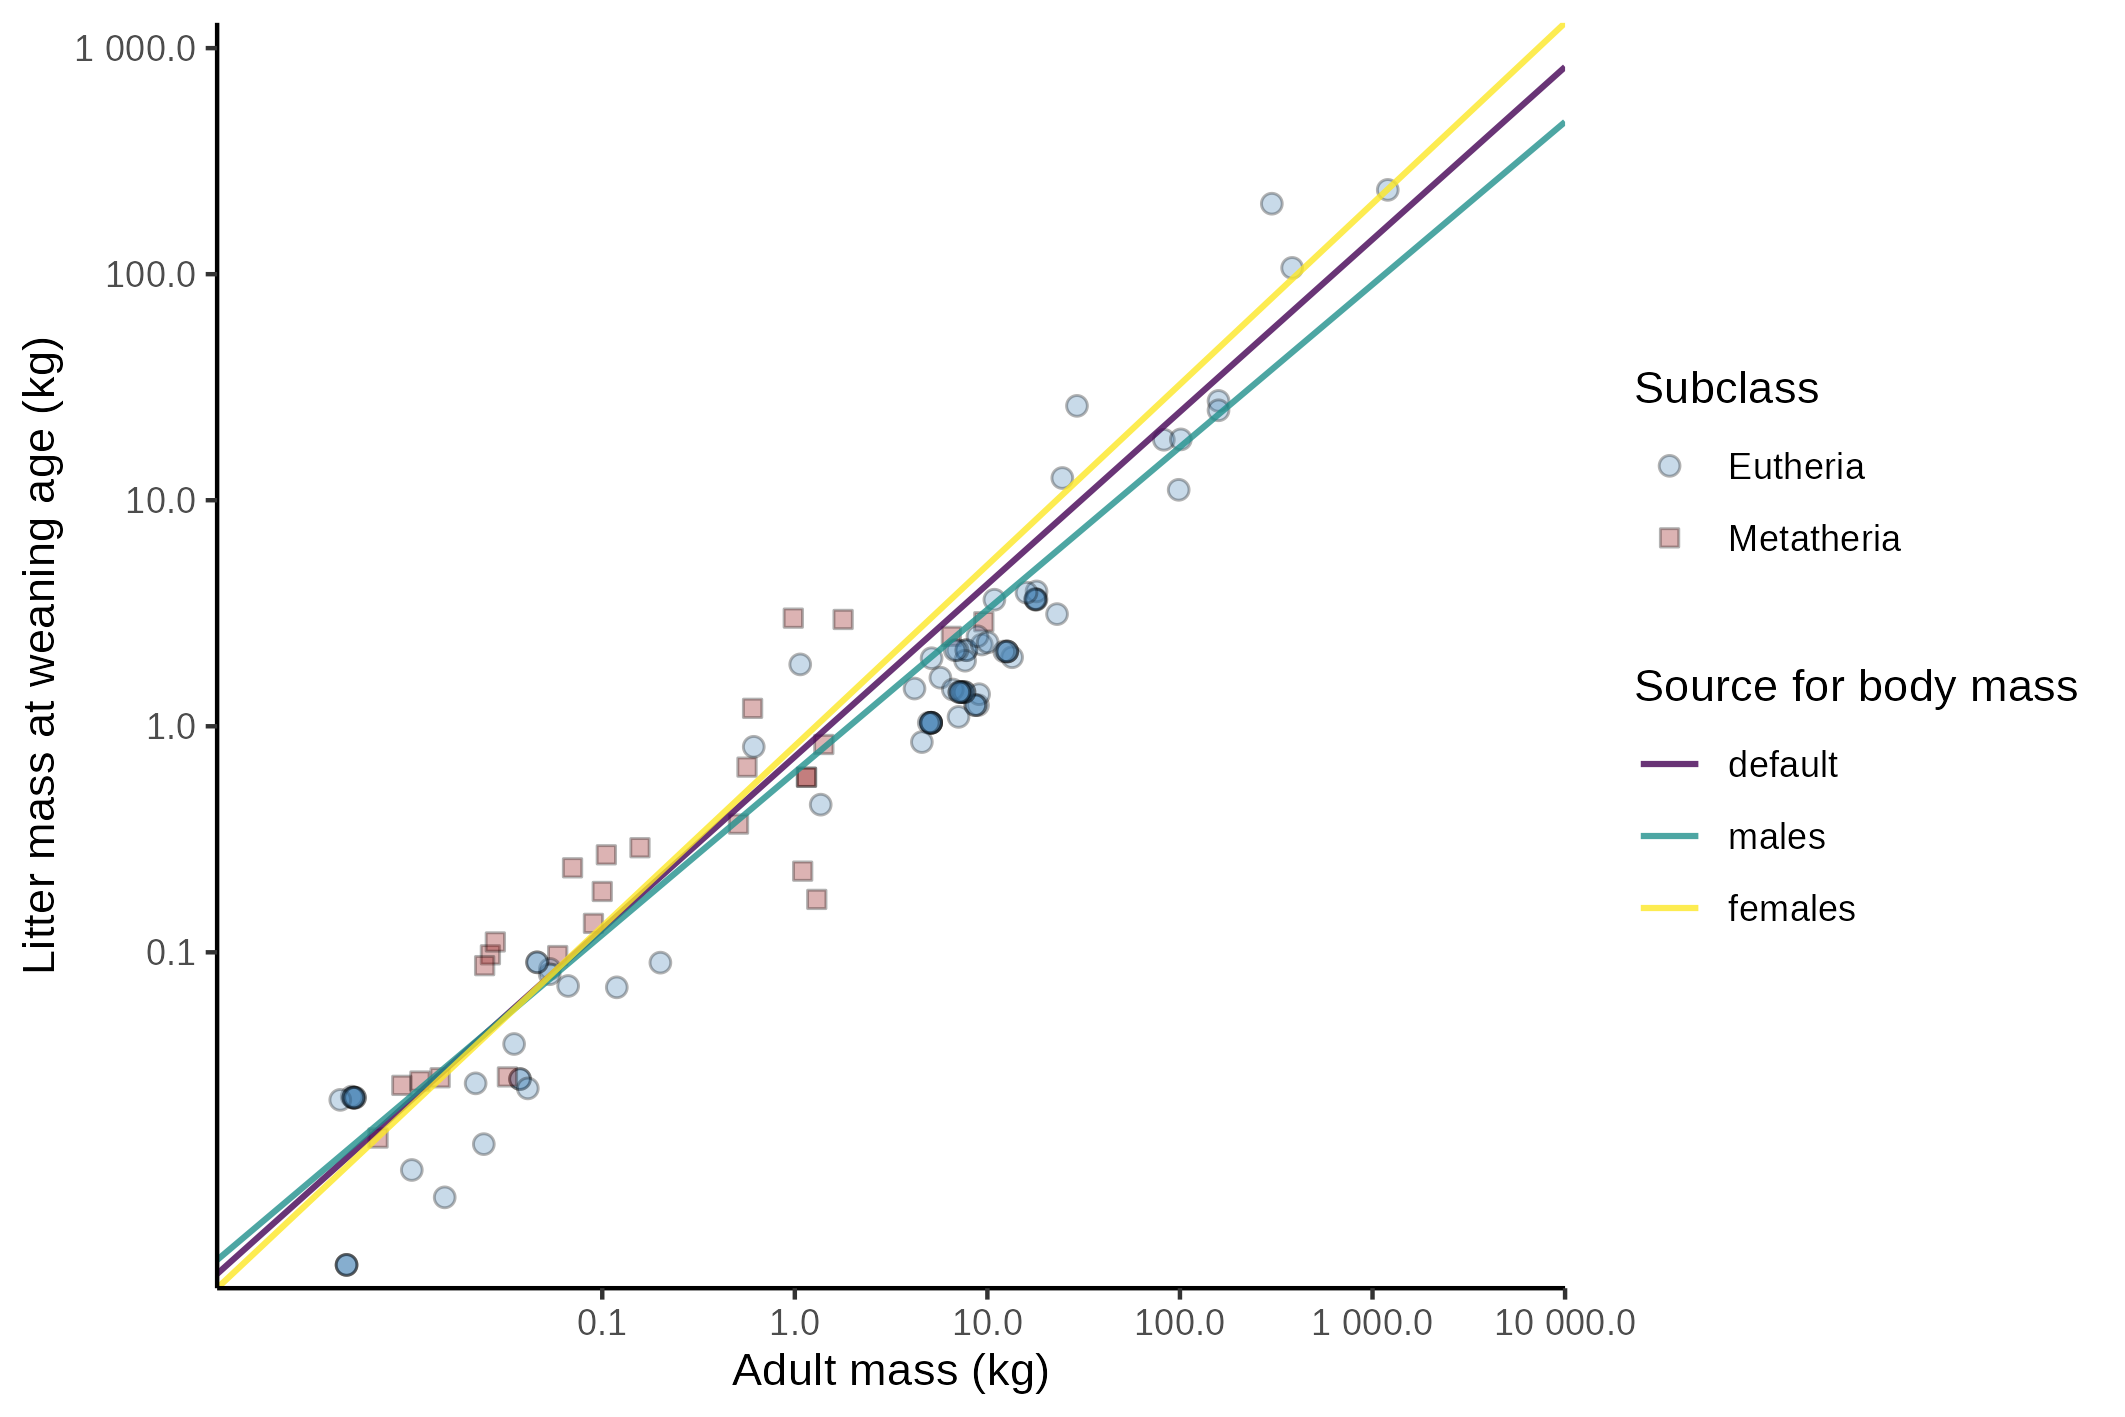 Litter mass at weaning age (kg)
1 000.0
100.0
10.0
1.0
0.1
0.1
1.0
10.0
100.0
1 000.0
10 000.0
Adult mass (kg)
Subclass
Eutheria
Metatheria
Source for body mass
default
males
females